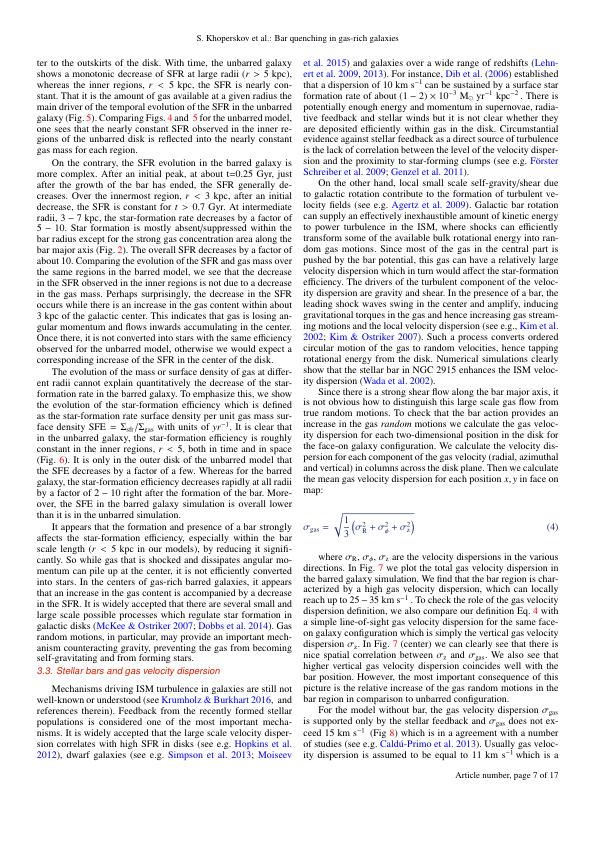 S. Khoperskov et al.: Bar quenching in gas-rich galaxies
ter to the outskirts of the disk. With time, the unbarred galaxy
shows a monotonic decrease of SFR at large radii (r > 5 kpc),
whereas the inner regions, r < 5 kpc, the SFR is nearly con-
stant. That it is the amount of gas available at a given radius the
main driver of the temporal evolution of the SFR in the unbarred
galaxy (Fig. 5). Comparing Figs. 4 and 5 for the unbarred model,
one sees that the nearly constant SFR observed in the inner re-
gions of the unbarred disk is reflected into the nearly constant
gas mass for each region.
On the contrary, the SFR evolution in the barred galaxy is
more complex. After an initial peak, at about t=0.25 Gyr, just
after the growth of the bar has ended, the SFR generally de-
creases. Over the innermost region, r < 3 kpc, after an initial
decrease, the SFR is constant for t > 0.7 Gyr. At intermediate
radii, 3 − 7 kpc, the star-formation rate decreases by a factor of
5 − 10. Star formation is mostly absent/suppressed within the
bar radius except for the strong gas concentration along the
bar major axis (Fig. 2). The overall SFR decreases by a factor of
about 10. Comparing the evolution of the SFR and gas mass over
the same regions in the barred model, we see that the decrease
in the SFR observed in the inner regions is not due to a decrease
in the gas mass. Perhaps surprisingly, the decrease in the SFR
occurs while there is an increase in the gas content within about
3 kpc of the galactic center. This indicates that gas is losing an-
gular momentum and flows inwards accumulating in the center.
Once there, it is not converted into stars with the same efficiency
observed for the unbarred model, otherwise we would expect a
corresponding increase of the SFR in the center of the disk.
The evolution of the mass or surface density of gas at differ-
ent radii cannot explain quantitatively the decrease of the star-
formation rate in the barred galaxy. To emphasize this, we show
the evolution of the star-formation efficiency which is defined
as the star-formation rate surface density per unit gas mass sur-
face density SFE = Σsfr/Σgas with units of yr−1. It is clear that
in the unbarred galaxy, the star-formation efficiency is roughly
constant in the inner regions, r < 5, both in time and in space
(Fig. 6). It is only in the outer disk of the unbarred model that
the SFE decreases by a factor of a few. Whereas for the barred
galaxy, the star-formation efficiency decreases rapidly at all radii
by a factor of 2 − 10 right after the formation of the bar. More-
over, the SFE in the barred galaxy simulation is overall lower
than it is in the unbarred simulation.
It appears that the formation and presence of a bar strongly
affects the star-formation efficiency, especially within the bar
scale length (r < 5 kpc in our models), by reducing it signifi-
cantly. So while gas that is shocked and dissipates angular mo-
mentum can pile up at the center, it is not efficiently converted
into stars. In the centers of gas-rich barred galaxies, it appears
that an increase in the gas content is accompanied by a decrease
in the SFR. It is widely accepted that there are several small and
large scale possible processes which regulate star formation in
galactic disks (McKee & Ostriker 2007; Dobbs et al. 2014). Gas
random motions, in particular, may provide an important mech-
anism counteracting gravity, preventing the gas from becoming
self-gravitating and from forming stars.
3.3. Stellar bars and gas velocity dispersion
Mechanisms driving ISM turbulence in galaxies are still not
well-known or understood (see Krumholz & Burkhart 2016, and
references therein). Feedback from the recently formed stellar
populations is considered one of the most important mecha-
nisms. It is widely accepted that the large scale velocity disper-
sion correlates with high SFR in disks (see e.g. Hopkins et al.
2012), dwarf galaxies (see e.g. Simpson et al. 2013; Moiseev
et al. 2015) and galaxies over a wide range of redshifts (Lehn-
ert et al. 2009, 2013). For instance, Dib et al. (2006) established
that a dispersion of 10 km s−1 can be sustained by a surface star
formation rate of about (1 − 2) × 10−3 M⊙ yr−1 kpc−2. There is
potentially enough energy and momentum in supernovae, radia-
tive feedback and stellar winds but it is not clear whether they
are deposited efficiently within gas in the disk. Circumstantial
evidence against stellar feedback as a direct source of turbulence
is the lack of correlation between the level of the velocity disper-
sion and the proximity to star-forming clumps (see e.g. Förster
Schreiber et al. 2009; Genzel et al. 2011).
On the other hand, local small scale self-gravity/shear due
to galactic rotation contribute to the formation of turbulent ve-
locity fields (see e.g. Agertz et al. 2009). Galactic bar rotation
can supply an effectively inexhaustible amount of kinetic energy
to power turbulence in the ISM, where shocks can efficiently
transform some of the available bulk rotational energy into ran-
dom gas motions. Since most of the gas in the central part is
pushed by the bar potential, this gas can have a relatively large
velocity dispersion which in turn would affect the star-formation
efficiency. The drivers of the turbulent component of the veloc-
ity dispersion are gravity and shear. In the presence of a bar, the
leading shock waves swing in the center and amplify, inducing
gravitational torques in the gas and hence increasing gas stream-
ing motions and the local velocity dispersion (see e.g., Kim et al.
2002; Kim & Ostriker 2007). Such a process converts ordered
circular motion of the gas to random velocities, hence tapping
rotational energy from the disk. Numerical simulations clearly
show that the stellar bar in NGC 2915 enhances the ISM veloc-
ity dispersion (Wada et al. 2002).
Since there is a strong shear flow along the bar major axis, it
is not obvious how to distinguish this large scale gas flow from
true random motions. To check that the bar action provides an
increase in the gas random motions we calculate the gas veloc-
ity dispersion for each two-dimensional position in the disk for
the face-on galaxy configuration. We calculate the velocity dis-
persion for each component of the gas velocity (radial, azimuthal
and vertical) in columns across the disk plane. Then we calculate
the mean gas velocity dispersion for each position x, y in face on
map:
σgas = √(1/3 (σ²R + σ²ϕ + σ²z)) (4)
where σR, σϕ, σz are the velocity dispersions in the various
directions. In Fig. 7 we plot the total gas velocity dispersion in
the barred galaxy simulation. We find that the bar region is char-
acterized by a high gas velocity dispersion, which can locally
reach up to 25 − 35 km s−1. To check the role of the gas velocity
dispersion definition, we also compare our definition Eq. 4 with
a simple line-of-sight gas velocity dispersion for the same face-
on galaxy configuration which is simply the vertical gas velocity
dispersion σz. In Fig. 7 (center) we can clearly see that there is
nice spatial correlation between σz and σgas. We also see that
higher vertical gas velocity dispersion coincides well with the
bar position. However, the most important consequence of this
picture is the relative increase of the gas random motions in the
bar region in comparison to unbarred configuration.
For the model without bar, the gas velocity dispersion σgas
is supported only by the stellar feedback and σgas does not ex-
ceed 15 km s−1 (Fig 8) which is in agreement with a number
of studies (see e.g. Caldú-Primo et al. 2013). Usually gas veloc-
ity dispersion is assumed to be equal to 11 km s−1 which is a
Article number, page 7 of 17